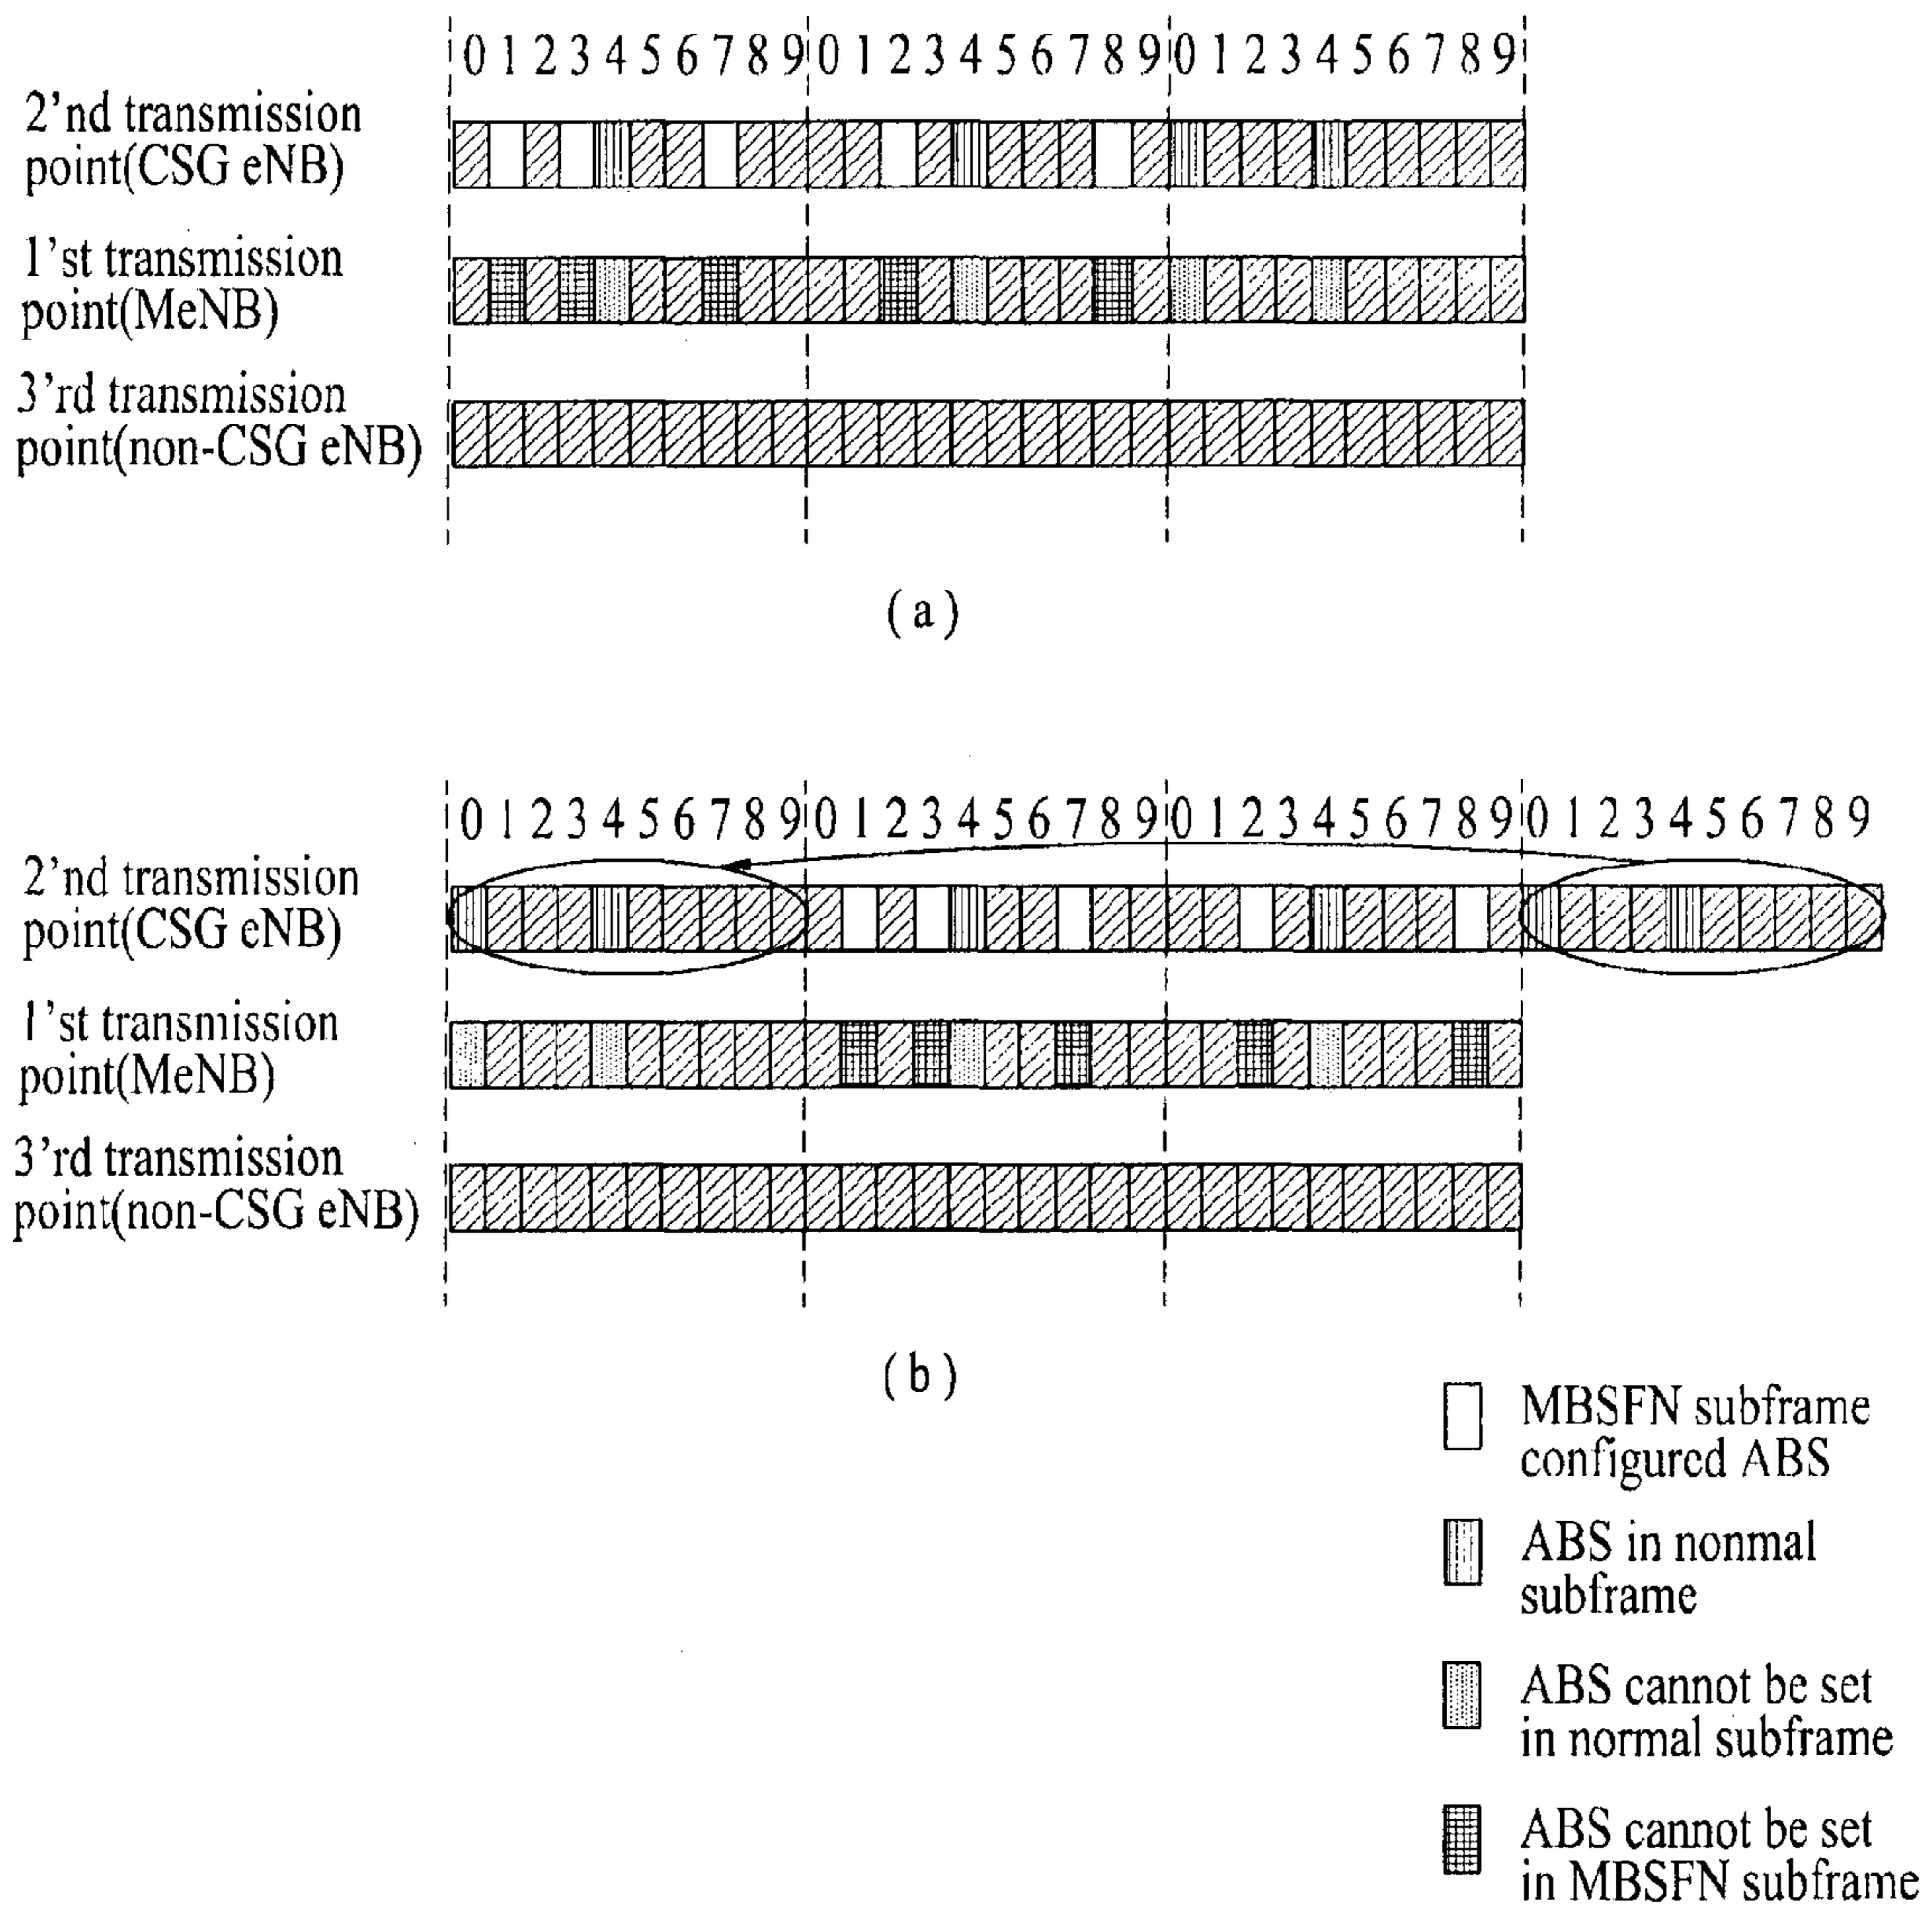 0 1 2 3 4 5 6 7 8 9 0 1 2 3 4 5 6 7 8 9 0 1 2 3 4 5 6 7 8 9
2’nd transmission
point(CSG eNB)
1’st transmission
point(MeNB)
3’rd transmission
point(non-CSG eNB)
(a)
0 1 2 3 4 5 6 7 8 9 0 1 2 3 4 5 6 7 8 9 0 1 2 3 4 5 6 7 8 9 0 1 2 3 4 5 6 7 8 9
2’nd transmission
point(CSG eNB)
1’st transmission
point(MeNB)
3’rd transmission
point(non-CSG eNB)
(b)
MBSFN subframe
configured ABS
ABS in nonmal
subframe
ABS cannot be set
in normal subframe
ABS cannot be set
in MBSFN subframe